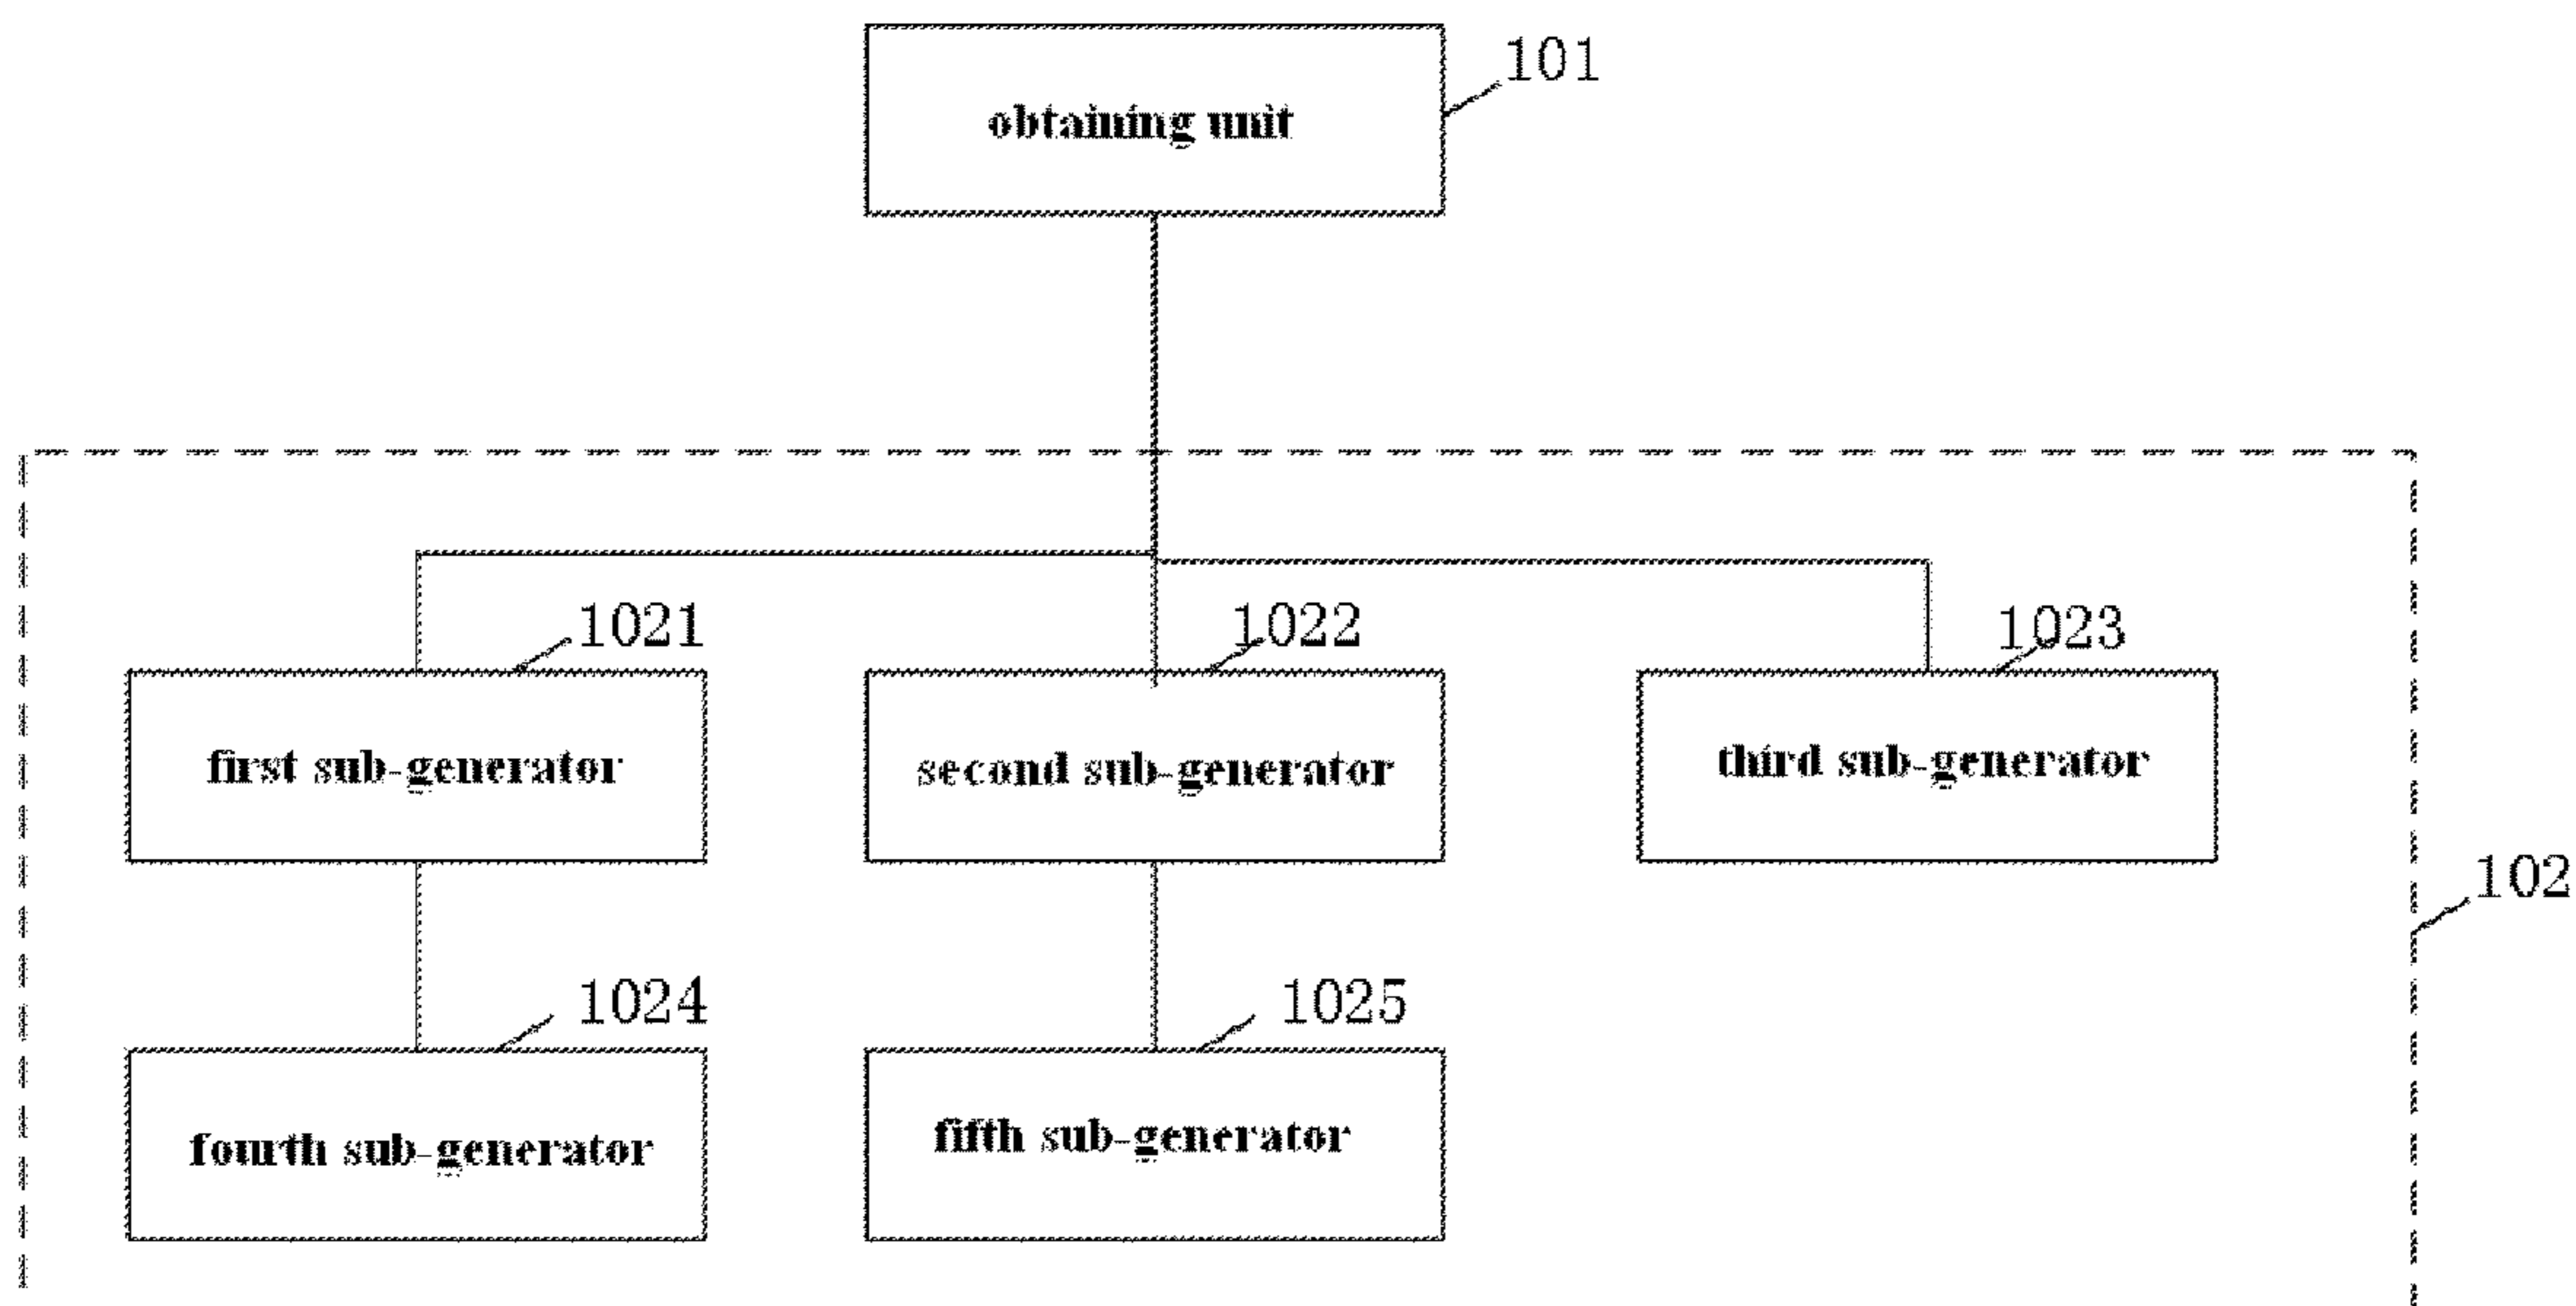 101
obtaining unit
1021
1022
1023
first sub-generator
second sub-generator
third sub-generator
102
1024
1025
fourth sub-generator
fifth sub-generator